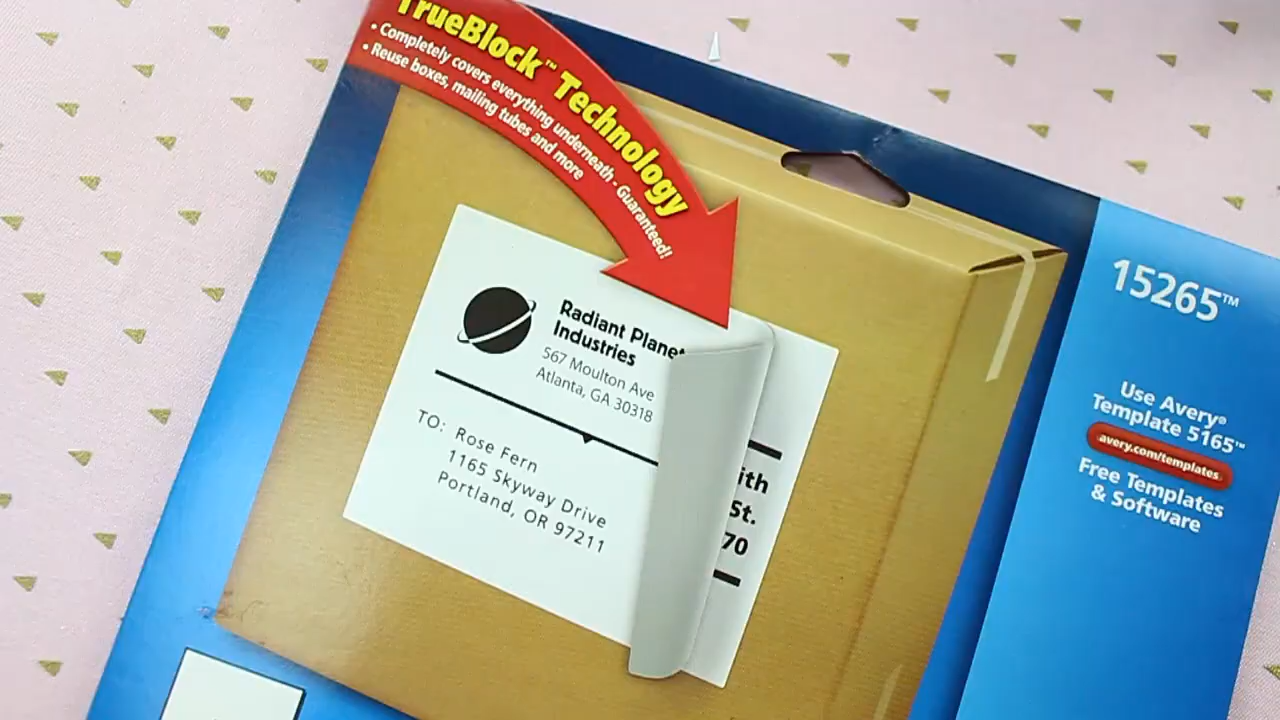 TrueBlock™ Technology
• Completely covers everything underneath - Guaranteed!
• Reuse boxes, mailing tubes and more
Radiant Planet
Industries
567 Moulton Ave
Atlanta, GA 30318
TO: Rose Fern
1165 Skyway Drive
Portland, OR 97211
ith
St.
70
15265™
Use Avery®
Template 5165™
avery.com/templates
Free Templates
& Software